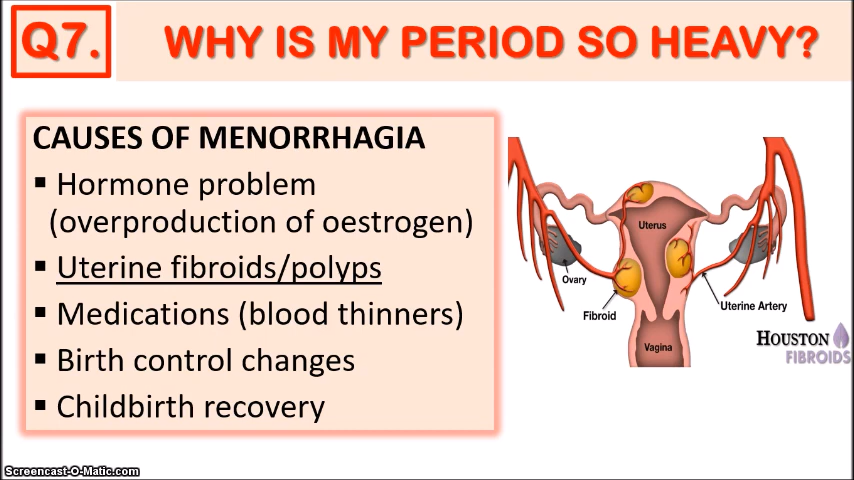 Q7.
WHY IS MY PERIOD SO HEAVY?
CAUSES OF MENORRHAGIA
▪ Hormone problem
(overproduction of oestrogen)
▪ Uterine fibroids/polyps
▪ Medications (blood thinners)
▪ Birth control changes
▪ Childbirth recovery
Uterus
Ovary
Fibroid
Uterine Artery
Vagina
HOUSTON
FIBROIDS
Screencast-O-Matic.com